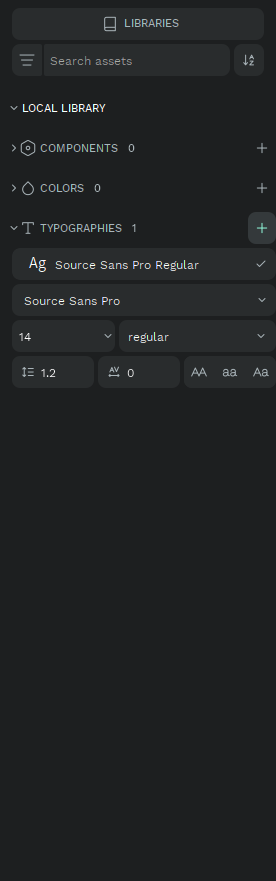 LIBRARIES
Search assets
LOCAL LIBRARY
COMPONENTS 0
COLORS 0
TYPOGRAPHIES 1
Ag Source Sans Pro Regular
Source Sans Pro
14 regular
1.2 AV 0 AA aa Aa